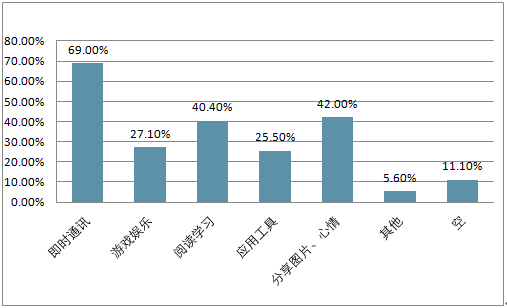 80.00%
70.00%
60.00%
50.00%
40.00%
30.00%
20.00%
10.00%
0.00%
69.00%
27.10%
40.40%
25.50%
42.00%
5.60%
11.10%
即时通讯
游戏娱乐
阅读学习
应用工具
分享图片、心情
其他
空